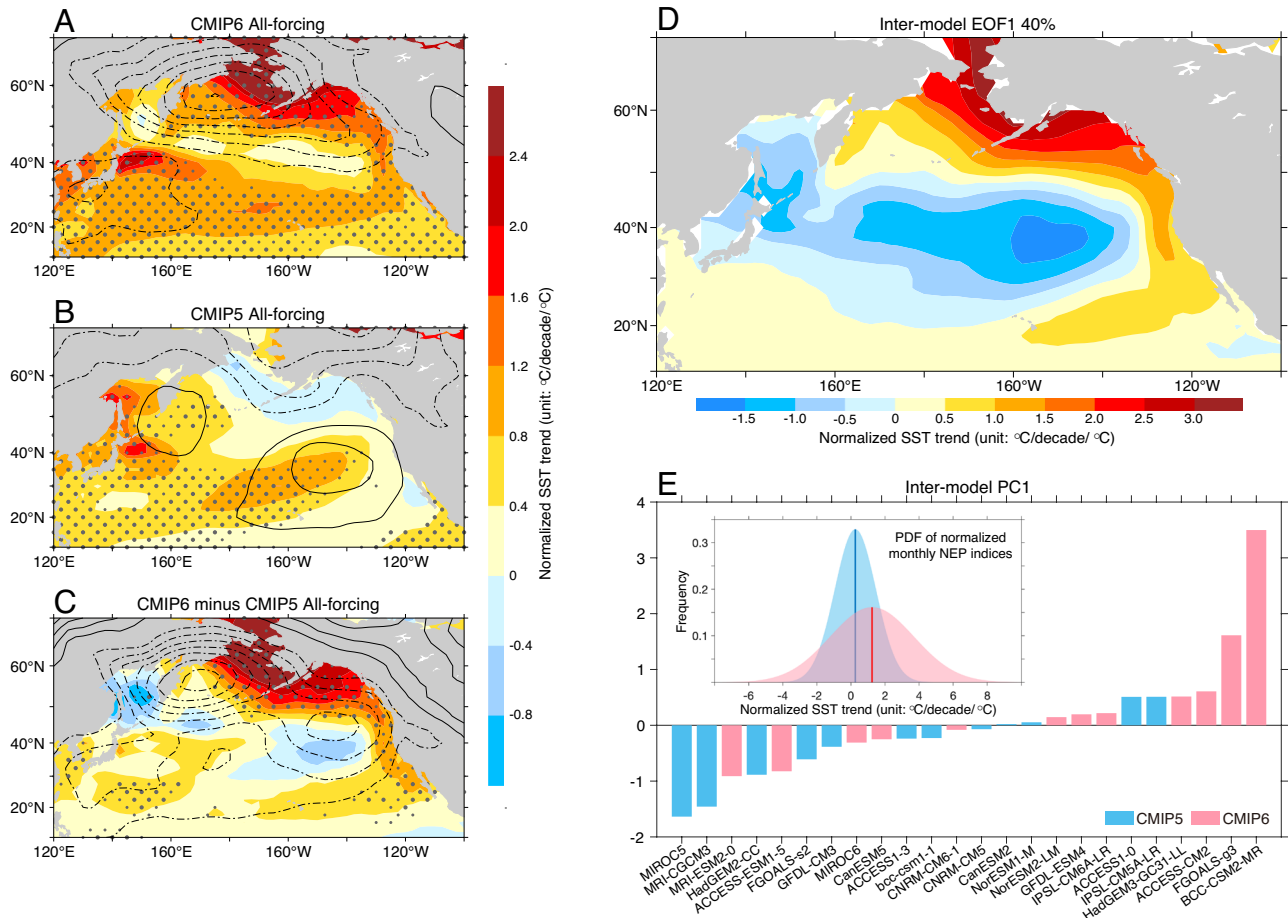 A
CMIP6 All-forcing
60°N
40°N
20°N
120°E
160°E
160°W
120°W
B
CMIP5 All-forcing
60°N
40°N
20°N
120°E
160°E
160°W
120°W
C
CMIP6 minus CMIP5 All-forcing
60°N
40°N
20°N
120°E
160°E
160°W
120°W
2.4
2.0
1.6
1.2
0.8
0.4
0
-0.4
-0.8
Normalized SST trend (unit: °C/decade/°C)
D
Inter-model EOF1 40%
60°N
40°N
20°N
120°E
160°E
160°W
120°W
-1.5
-1.0
-0.5
0
0.5
1.0
1.5
2.0
2.5
3.0
Normalized SST trend (unit: °C/decade/ °C)
E
Inter-model PC1
4
3
2
1
0
-1
-2
PDF of normalized
monthly NEP indices
0.3
0.1
Frequency
-6
-4
-2
0
2
4
6
8
Normalized SST trend (unit: °C/decade/°C)
CMIP5
CMIP6
MIROC5
MRI-CGCM3
MRI-ESM2-0
HadGEM2-CC
ACCESS-ESM1-5
FGOALS-s2
GFDL-CM3
MIROC6
CanESM5
ACCESS1-3
bcc-csm1-1
CNRM-CM6-1
CNRM-CM5
CanESM2
NorESM1-M
NorESM2-LM
GFDL-ESM4
IPSL-CM6A-LR
ACCESS1-0
IPSL-CM5A-LR
HadGEM3-GC31-LL
ACCESS-CM2
FGOALS-g3
BCC-CSM2-MR